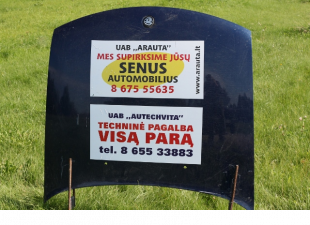 UAB „ARAUTA”
MES SUPIRKSIME JŪSŲ
SENUS
AUTOMOBILIUS
8 675 55635
www.arauta.lt
UAB „AUTECHVITA”
TECHNINĖ PAGALBA
VISĄ PARĄ
tel. 8 655 33883